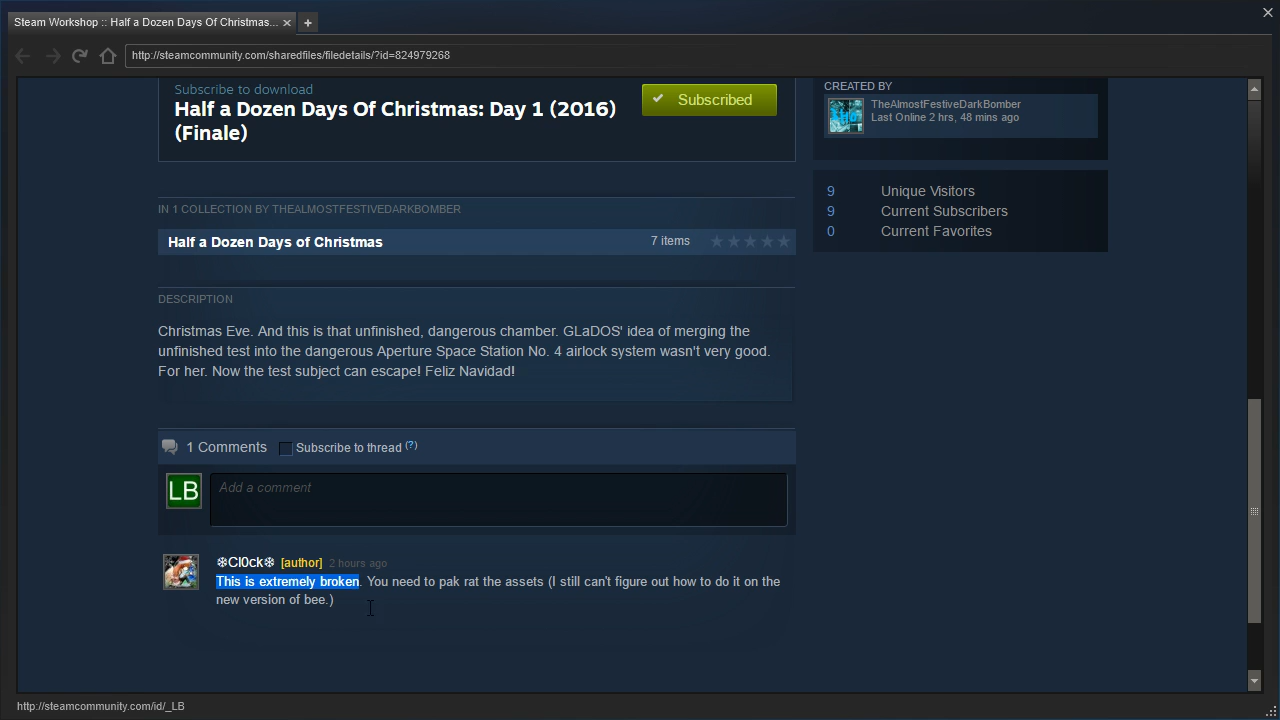 Steam Workshop :: Half a Dozen Days Of Christmas...
http://steamcommunity.com/sharedfiles/filedetails/?id=824979268
Subscribe to download
Half a Dozen Days Of Christmas: Day 1 (2016)
(Finale)
Subscribed
CREATED BY
TheAlmostFestiveDarkBomber
Last Online 2 hrs, 48 mins ago
9 Unique Visitors
9 Current Subscribers
0 Current Favorites
IN 1 COLLECTION BY THEALMOSTFESTIVEDARKBOMBER
Half a Dozen Days of Christmas 7 items
DESCRIPTION
Christmas Eve. And this is that unfinished, dangerous chamber. GLaDOS' idea of merging the
unfinished test into the dangerous Aperture Space Station No. 4 airlock system wasn't very good.
For her. Now the test subject can escape! Feliz Navidad!
1 Comments Subscribe to thread (?)
LB
Add a comment
❄Cl0ck❄ [author] 2 hours ago
This is extremely broken. You need to pak rat the assets (I still can't figure out how to do it on the
new version of bee.)
http://steamcommunity.com/id/_LB